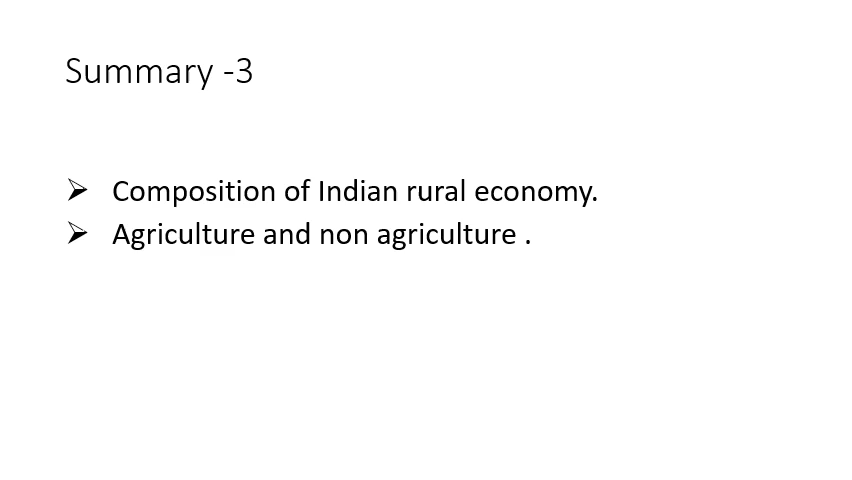 Summary -3
➢ Composition of Indian rural economy.
➢ Agriculture and non agriculture .